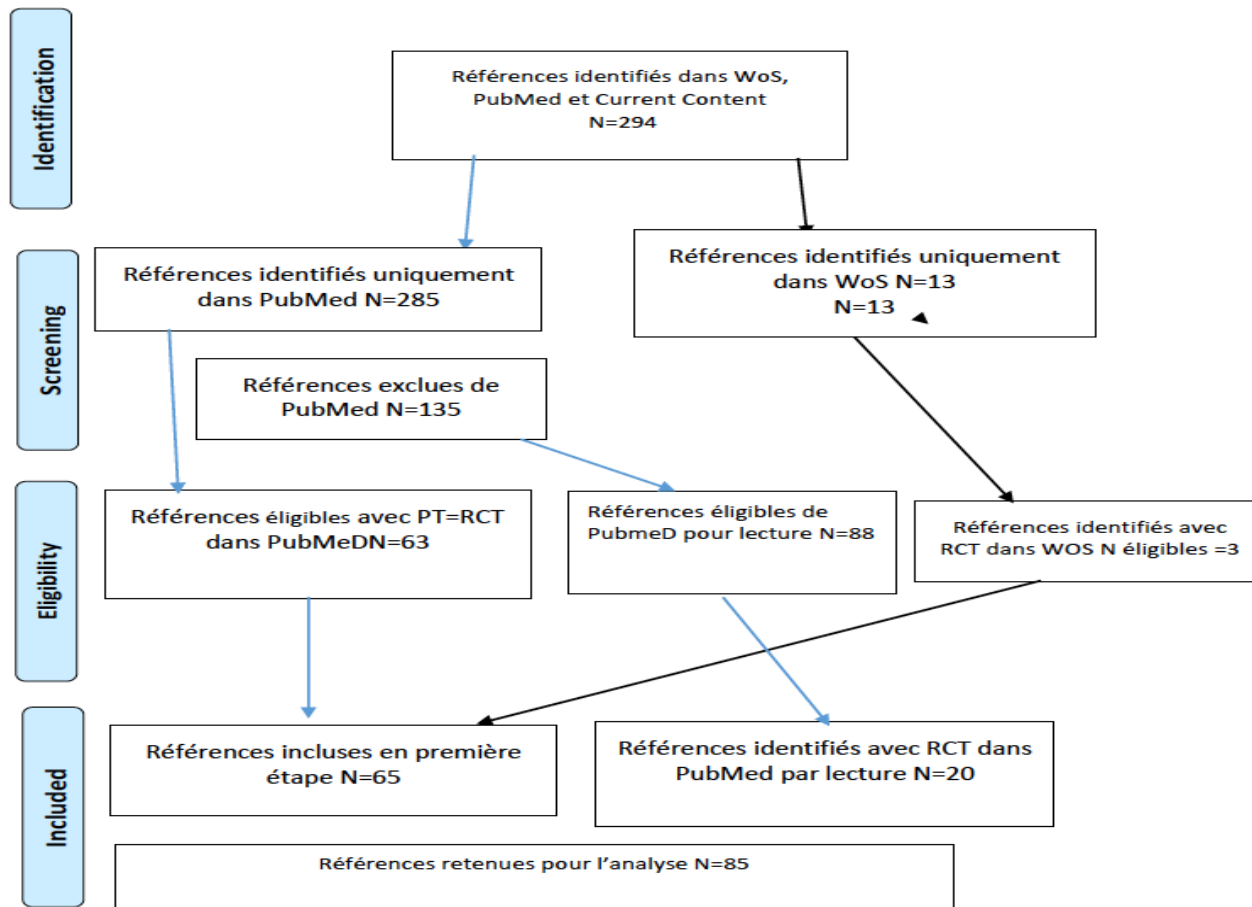 Identification
Références identifiés dans WoS,
PubMed et Current Content
N=294
Screening
Références identifiés uniquement
dans PubMed N=285
Références identifiés uniquement
dans WoS N=13
N=13
Références exclues de
PubMed N=135
Eligibility
Références éligibles avec PT=RCT
dans PubMeDN=63
Références éligibles de
PubmeD pour lecture N=88
Références identifiés avec
RCT dans WOS N éligibles =3
Included
Références incluses en première
étape N=65
Références identifiés avec RCT dans
PubMed par lecture N=20
Références retenues pour l’analyse N=85